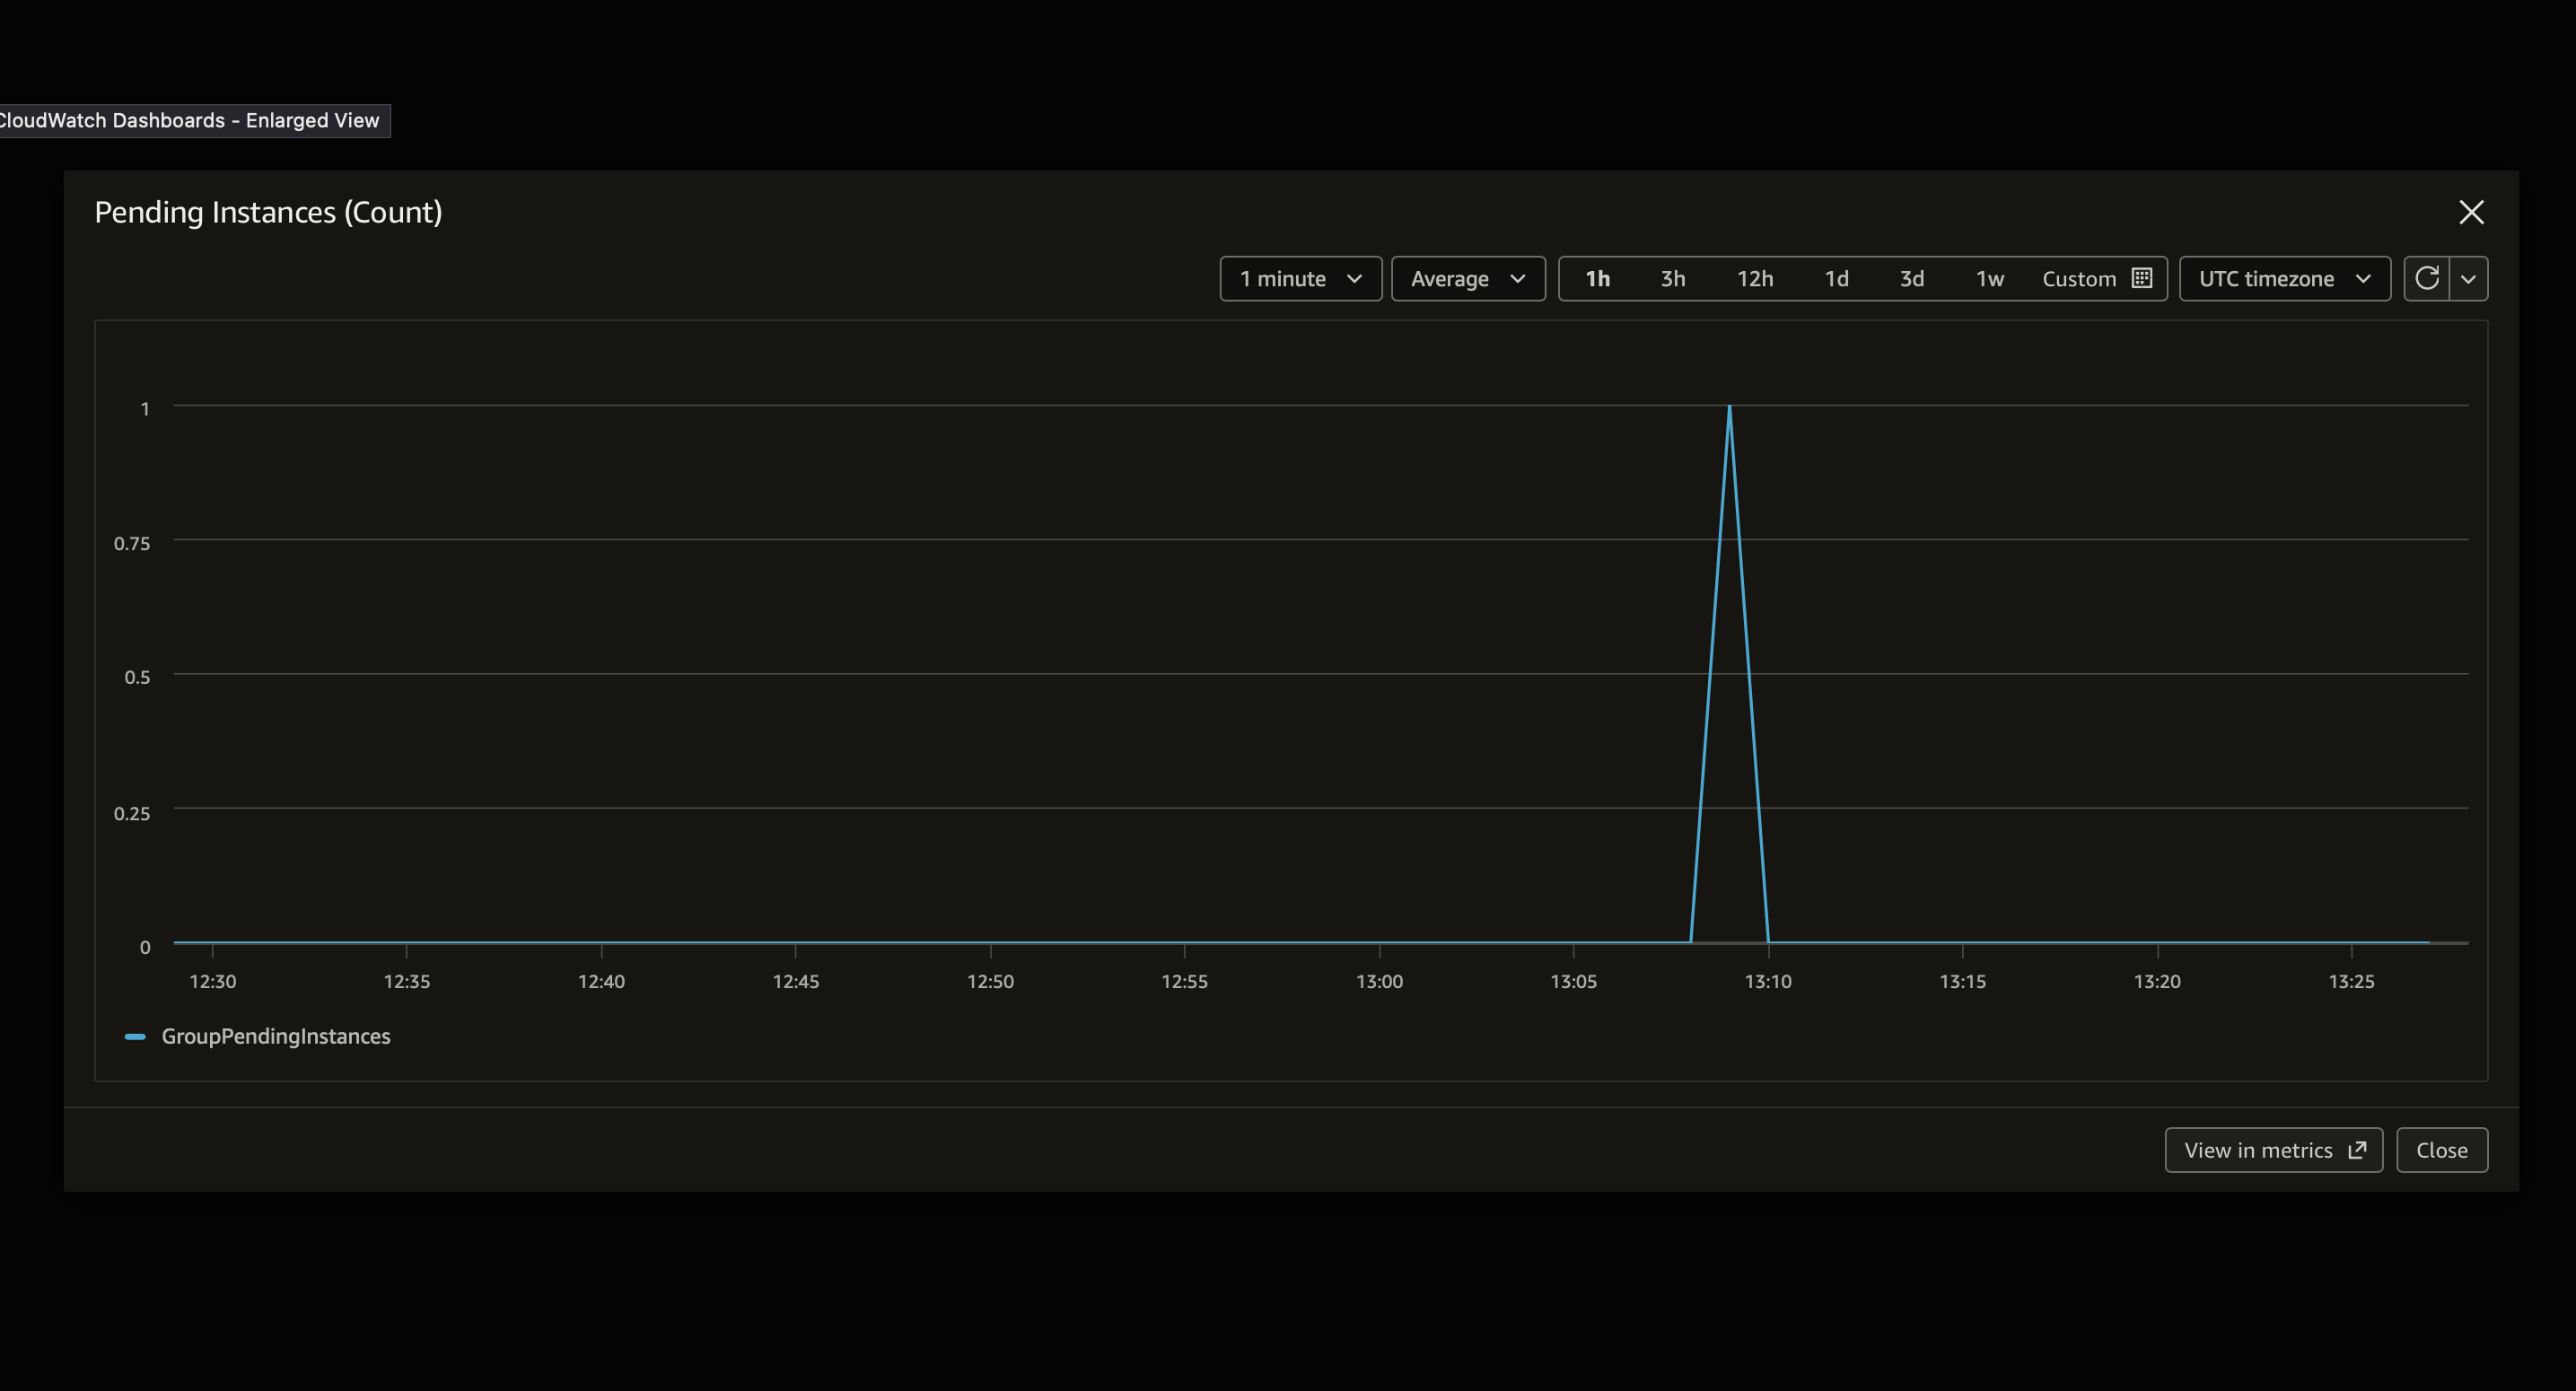 CloudWatch Dashboards - Enlarged View
Pending Instances (Count)
1 minute Average 1h 3h 12h 1d 3d 1w Custom UTC timezone
1
0.75
0.5
0.25
0
12:30 12:35 12:40 12:45 12:50 12:55 13:00 13:05 13:10 13:15 13:20 13:25
GroupPendingInstances
View in metrics Close